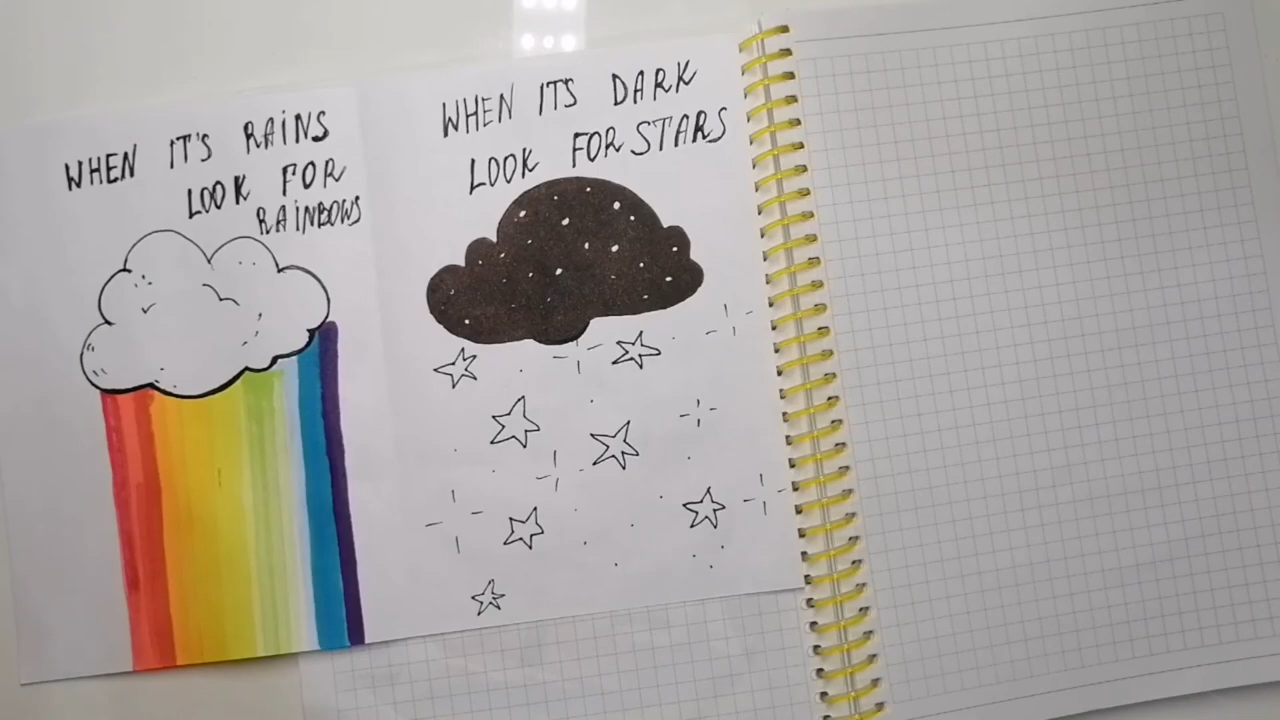 WHEN IT'S RAINS
LOOK FOR
RAINBOWS
WHEN ITS DARK
LOOK FOR STARS